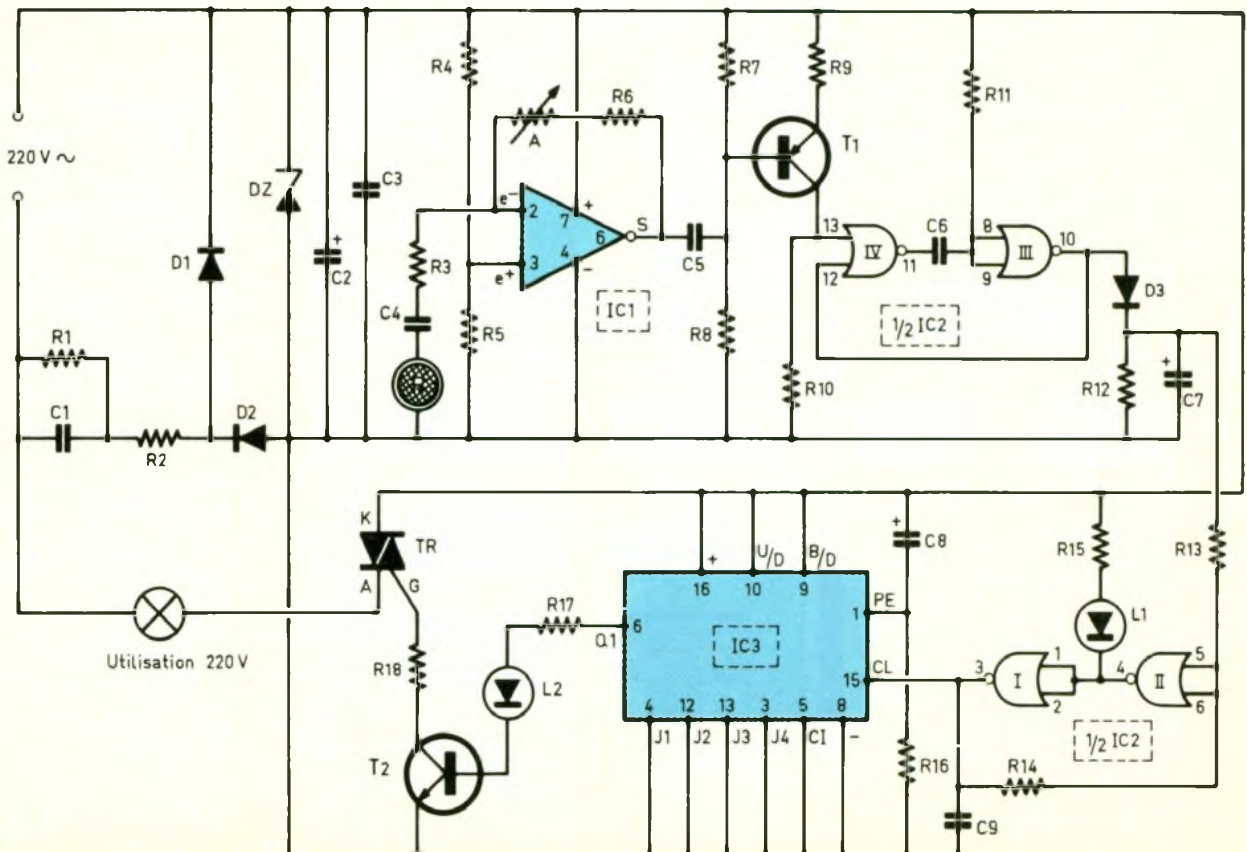 220 V ~
R1
C1
R2
D1
D2
DZ
C2
+
C3
R4
R5
R3
C4
A
R6
e-
e+
2
3
7
+
6
4
-
S
IC1
C5
R7
R8
R9
T1
R10
13
12
IV
11
C6
R11
8
9
III
10
1/2 IC2
D3
R12
+
C7
K
TR
A
G
Utilisation 220 V
R18
T2
L2
R17
Q1
6
+
16
U/D
10
B/D
9
IC3
1
PE
15
CL
4
J1
12
J2
13
J3
3
J4
5
CI
8
-
+
C8
R16
C9
R14
R15
L1
R13
3
I
1
2
4
II
5
6
1/2 IC2